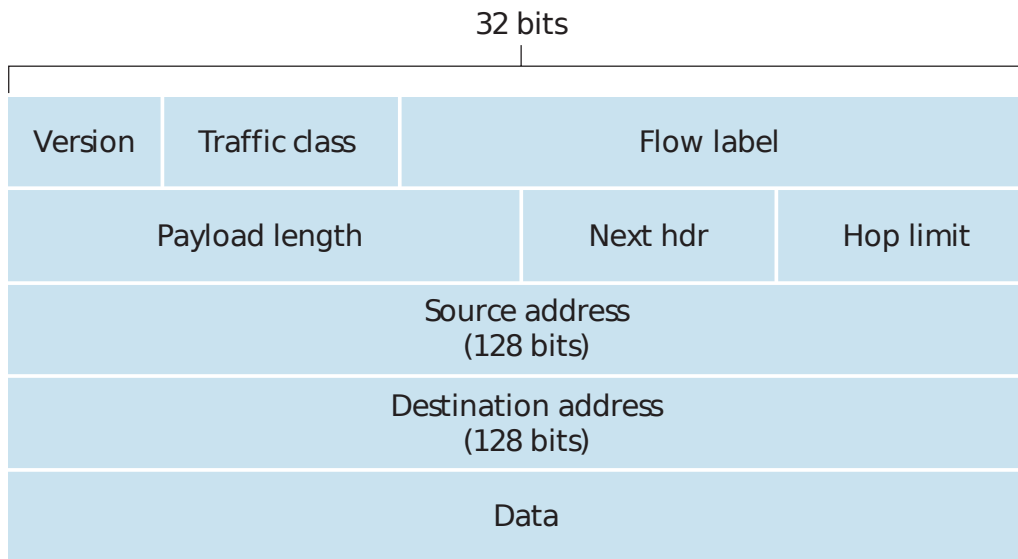 32 bits
Version Traffic class Flow label
Payload length Next hdr Hop limit
Source address
(128 bits)
Destination address
(128 bits)
Data